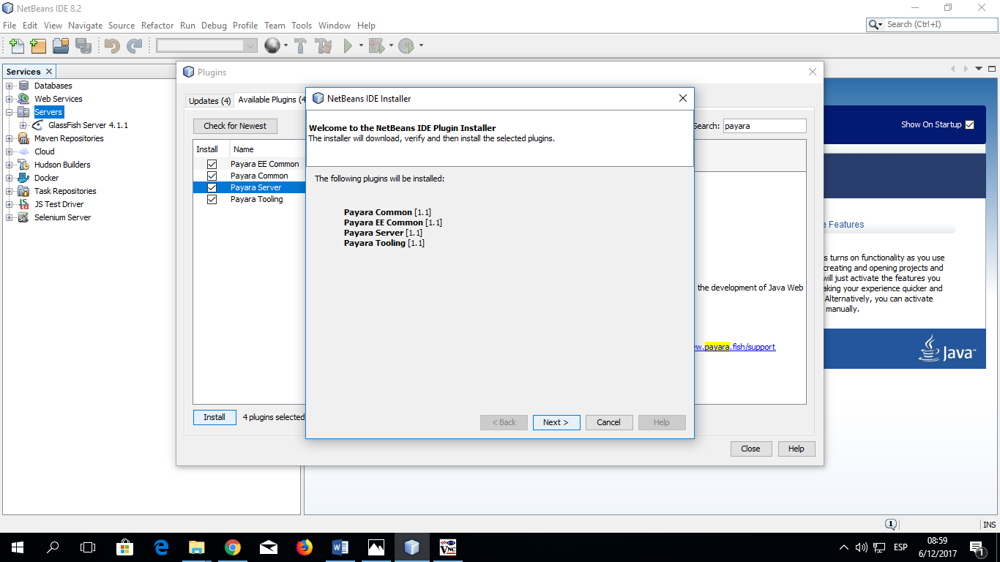 NetBeans IDE 8.2
File Edit View Navigate Source Refactor Run Debug Profile Team Tools Window Help
Search (Ctrl+I)
Services
Databases
Web Services
Servers
GlassFish Server 4.1.1
Maven Repositories
Cloud
Hudson Builders
Docker
Task Repositories
JS Test Driver
Selenium Server
Plugins
Updates (4)
Available Plugins (4
Check for Newest
Search:
payara
Install Name
Payara EE Common
Payara Common
Payara Server
Payara Tooling
Install
4 plugins selected
Close
Help
NetBeans IDE Installer
Welcome to the NetBeans IDE Plugin Installer
The installer will download, verify and then install the selected plugins.
The following plugins will be installed:
Payara Common [1.1]
Payara EE Common [1.1]
Payara Server [1.1]
Payara Tooling [1.1]
< Back
Next >
Cancel
Help
the development of Java Web
w.payara.fish/support
Show On Startup
e Features
s turns on functionality as you use
creating and opening projects and
will just activate the features you
aking your experience quicker and
Alternatively, you can activate
manually.
Java™
1
INS
VNC
ESP
08:59
6/12/2017
1